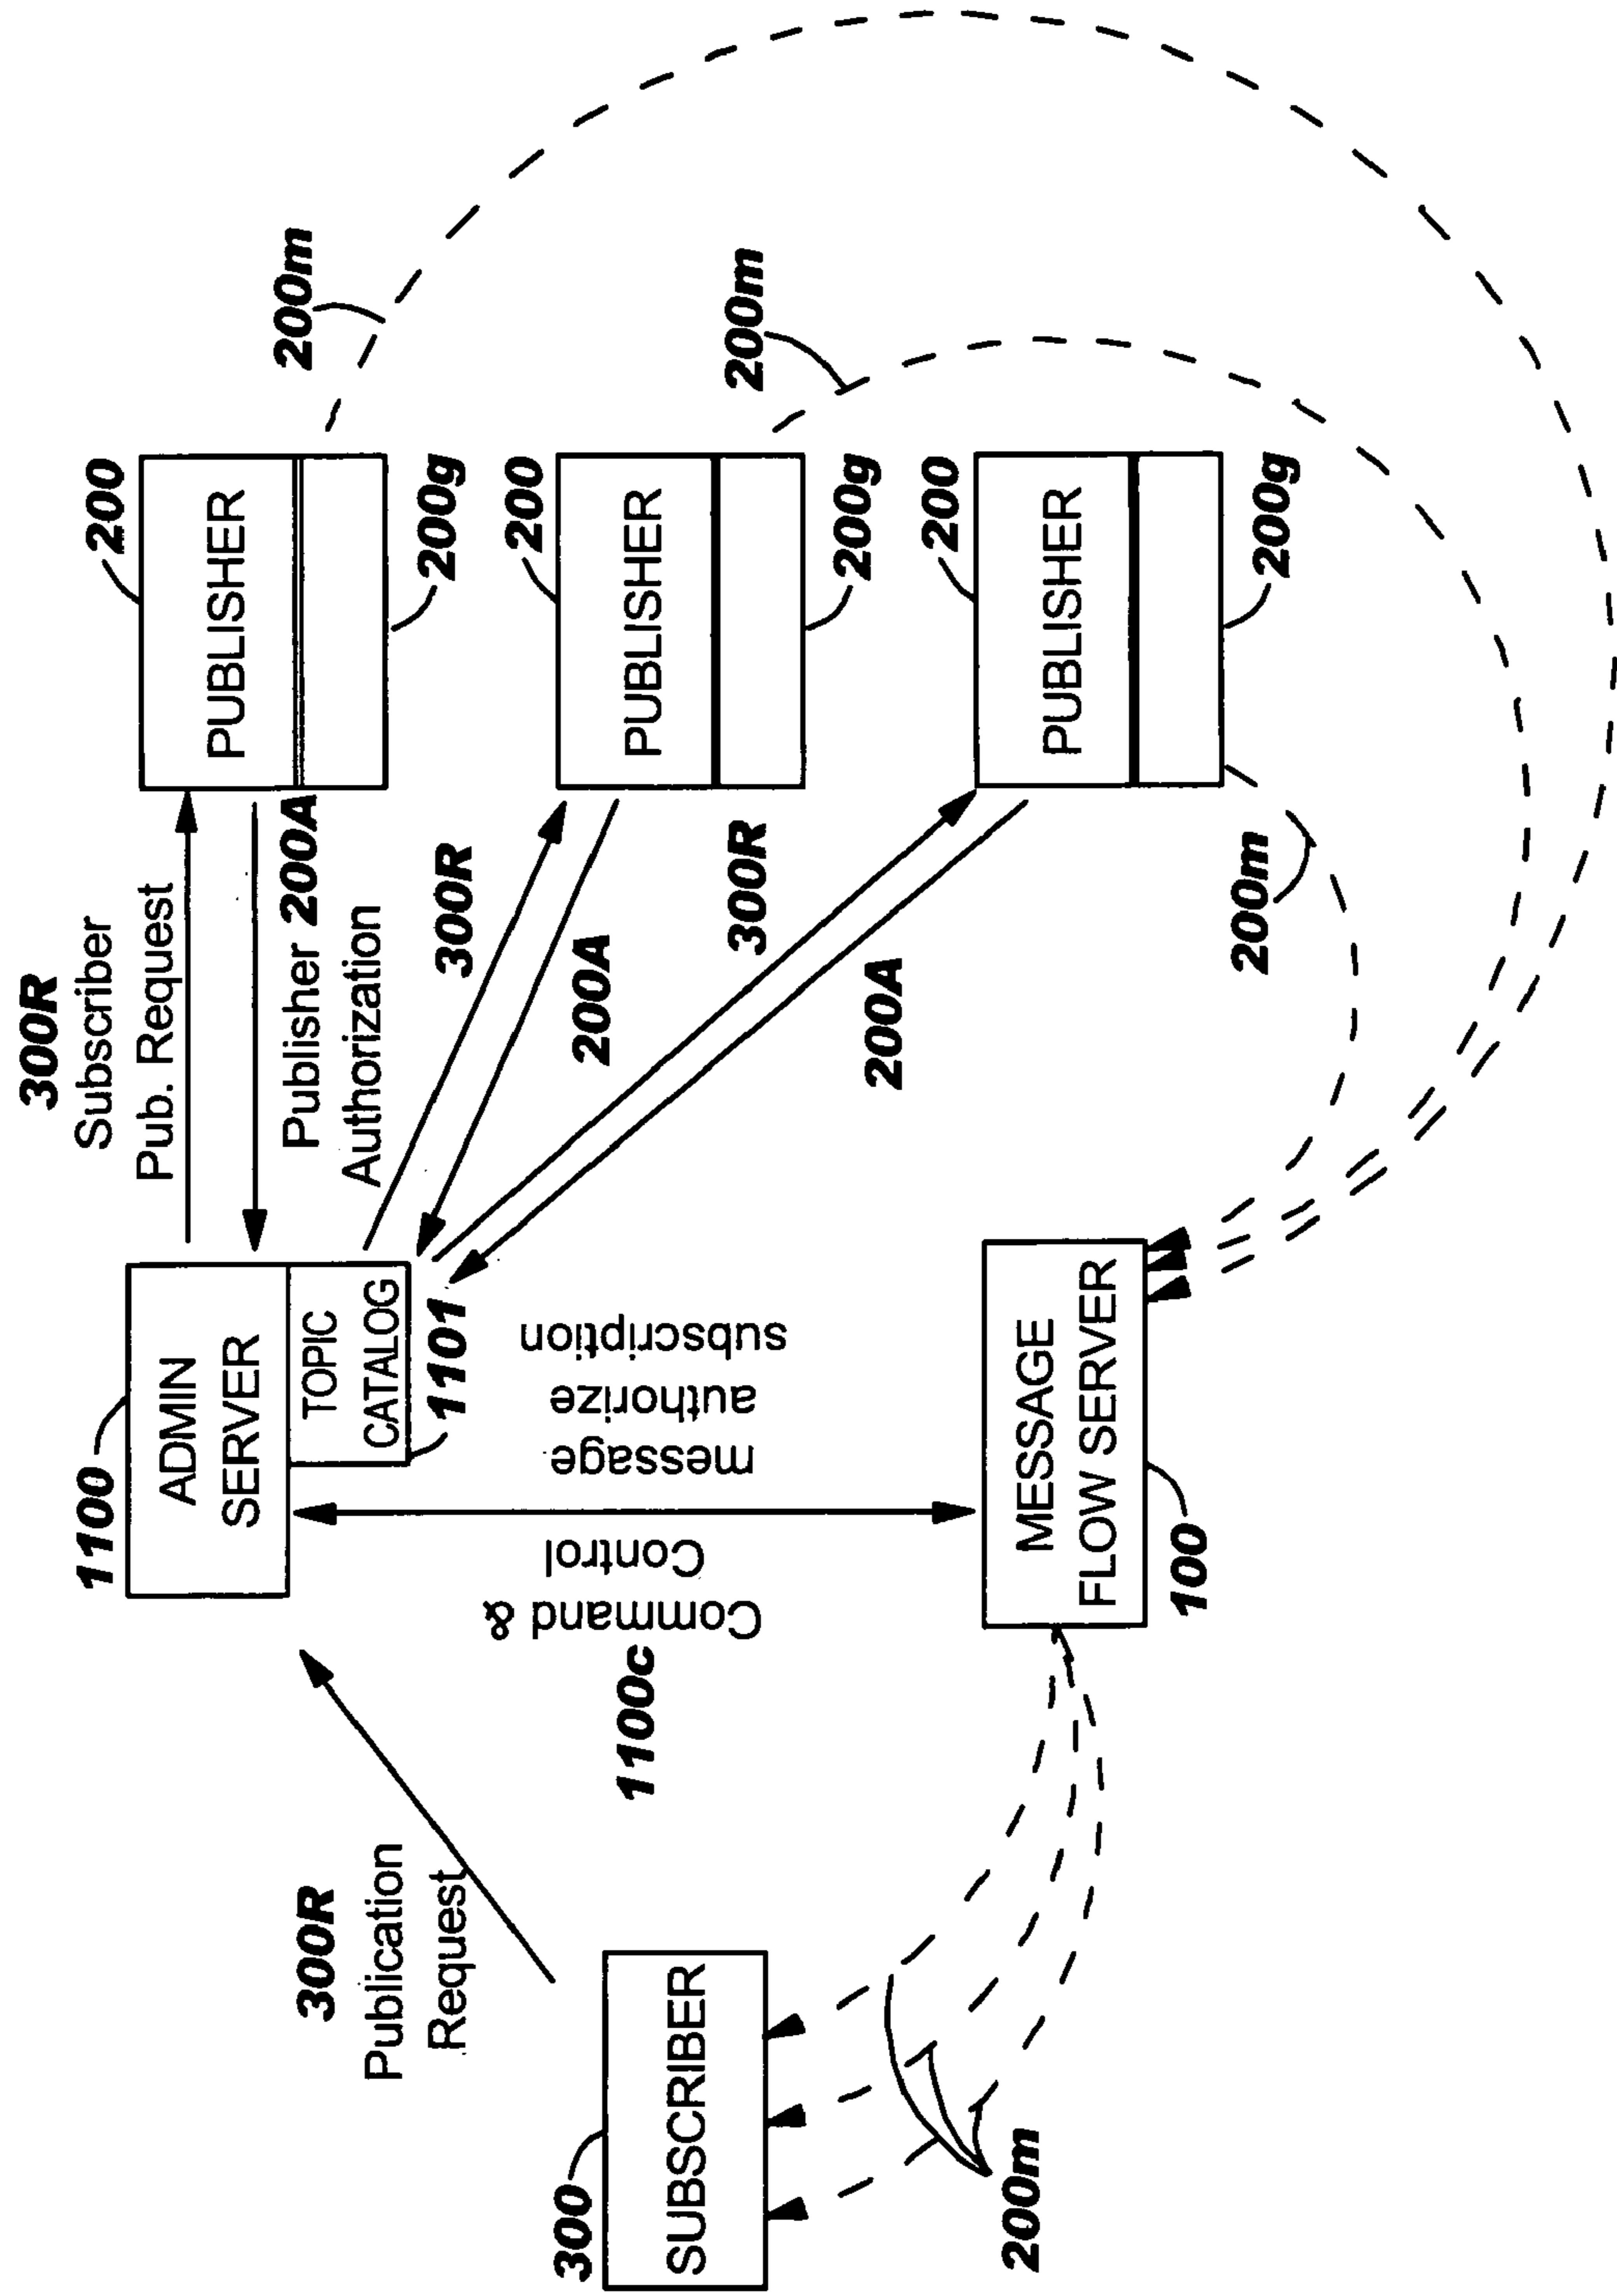 300R
Subscriber
Pub. Request
Publisher 200A
Authorization
1100
ADMIN
SERVER
TOPIC
CATALOG
1101
200
PUBLISHER
200g
200m
300R
200A
200
PUBLISHER
200g
200m
300R
200A
200
PUBLISHER
200g
200m
300R
Publication
Request
1100c
Command &
Control
message
authorize
subscription
300
SUBSCRIBER
200m
MESSAGE
FLOW SERVER
100